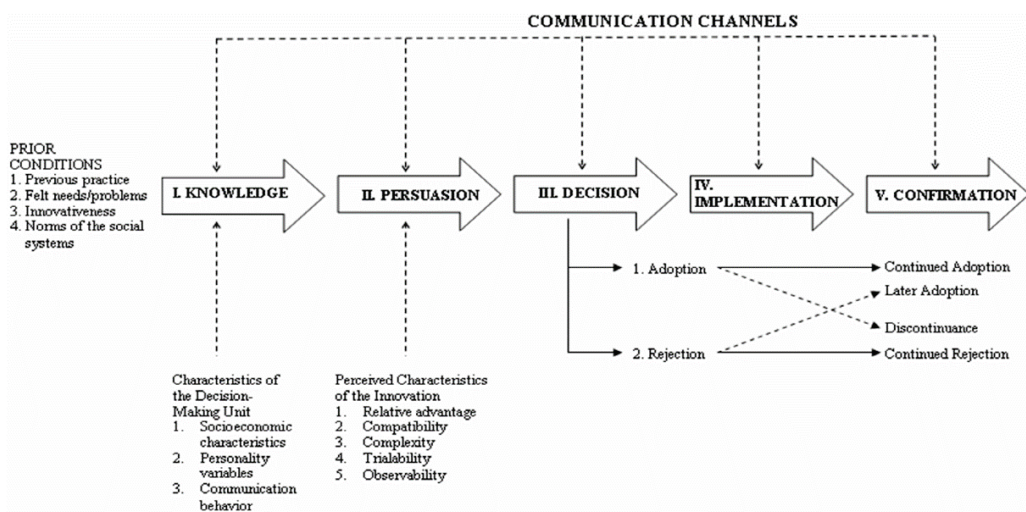 COMMUNICATION CHANNELS
PRIOR
CONDITIONS
1. Previous practice
2. Felt needs/problems
3. Innovativeness
4. Norms of the social
systems
I. KNOWLEDGE
II. PERSUASION
III. DECISION
IV.
IMPLEMENTATION
V. CONFIRMATION
1. Adoption
2. Rejection
Continued Adoption
Later Adoption
Discontinuance
Continued Rejection
Characteristics of
the Decision-
Making Unit
1. Socioeconomic
characteristics
2. Personality
variables
3. Communication
behavior
Perceived Characteristics
of the Innovation
1. Relative advantage
2. Compatibility
3. Complexity
4. Trialability
5. Observability